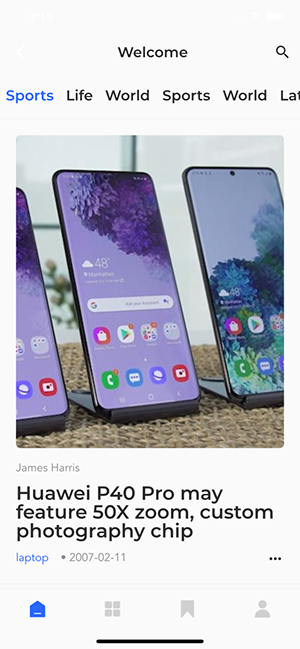 Welcome
Sports Life World Sports World Lat
48°
Manhattan
James Harris
Huawei P40 Pro may
feature 50X zoom, custom
photography chip
laptop • 2007-02-11